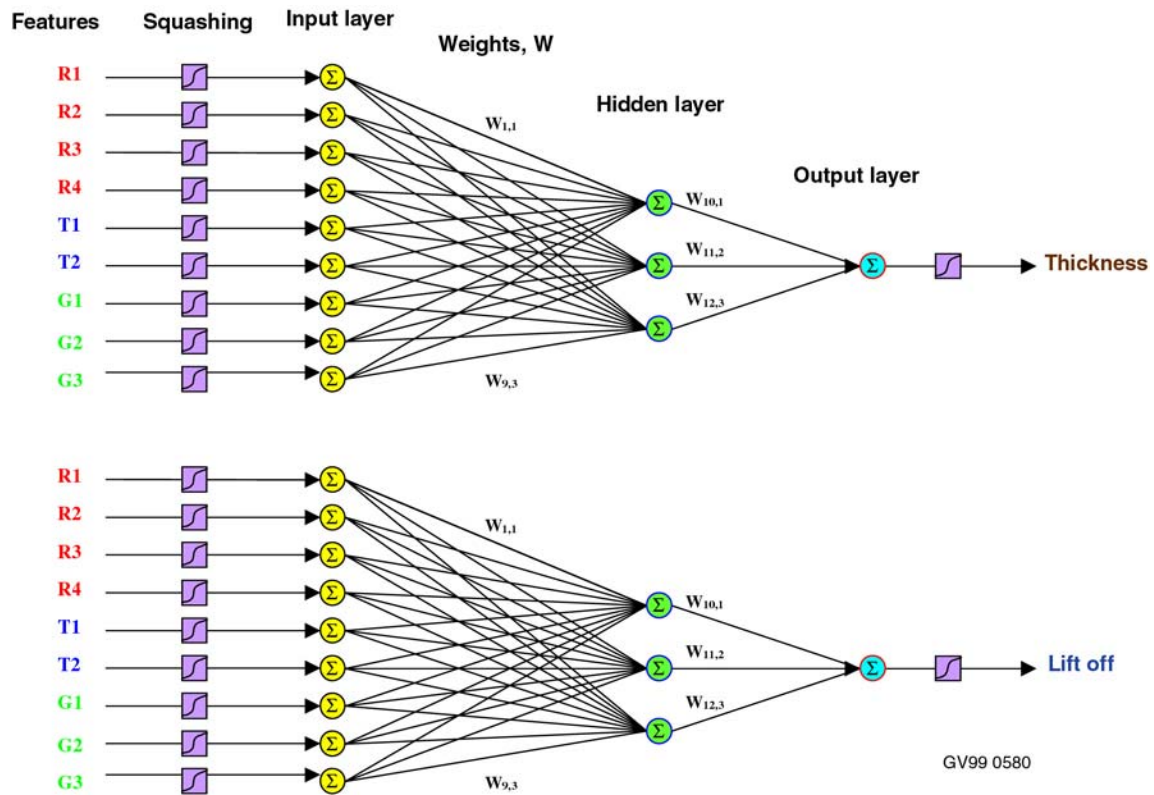 Features Squashing Input layer
Weights, W
Hidden layer
Output layer
R1
R2
R3
R4
T1
T2
G1
G2
G3
Σ
Σ
Σ
Σ
Σ
Σ
Σ
Σ
Σ
W1,1
W9,3
Σ
Σ
Σ
W10,1
W11,2
W12,3
Σ
Thickness
R1
R2
R3
R4
T1
T2
G1
G2
G3
Σ
Σ
Σ
Σ
Σ
Σ
Σ
Σ
Σ
W1,1
W9,3
Σ
Σ
Σ
W10,1
W11,2
W12,3
Σ
Lift off
GV99 0580